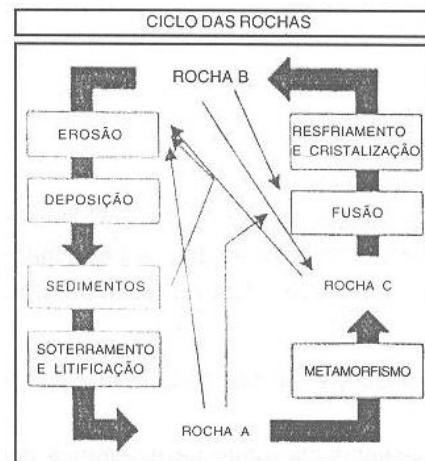 CICLO DAS ROCHAS
ROCHA B
EROSÃO
RESFRIAMENTO
E CRISTALIZAÇÃO
DEPOSIÇÃO
FUSÃO
SEDIMENTOS
ROCHA C
SOTERRAMENTO
E LITIFICAÇÃO
METAMORFISMO
ROCHA A